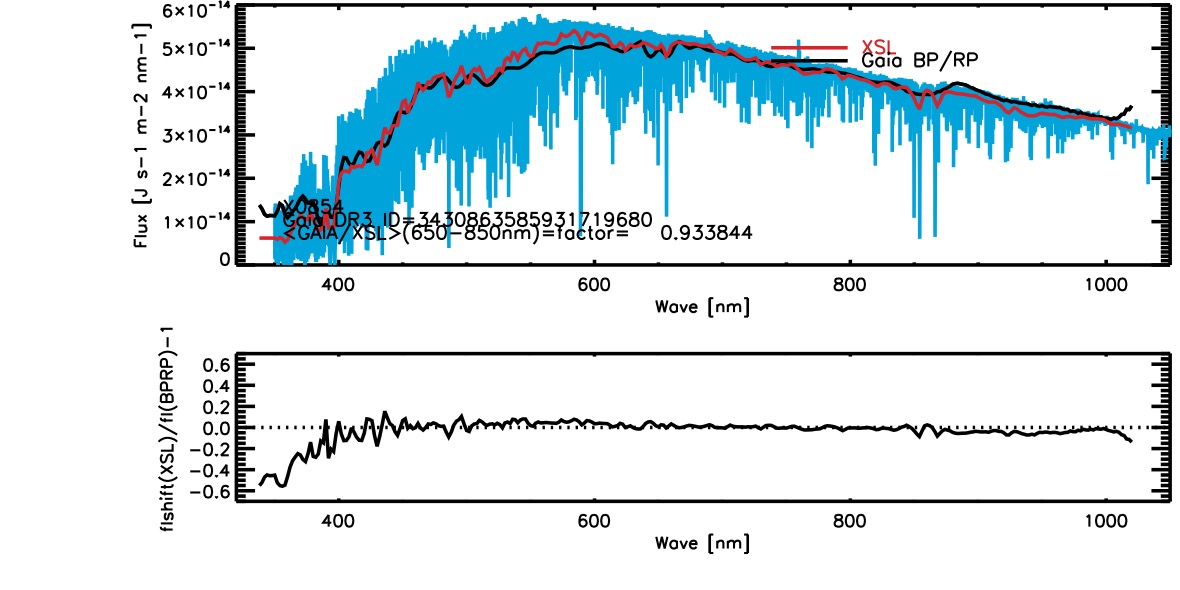 6×10−14
5×10−14
4×10−14
3×10−14
2×10−14
1×10−14
0
Flux [J s−1 m−2 nm−1]
XSL
Gaia BP/RP
X0854
Gaia DR3 ID=3430863585931719680
<GAIA/XSL>(650−850nm)=factor= 0.933844
400 600 800 1000
Wave [nm]
flshift(XSL)/fl(BPRP)−1
0.6
0.4
0.2
0.0
−0.2
−0.4
−0.6
400 600 800 1000
Wave [nm]